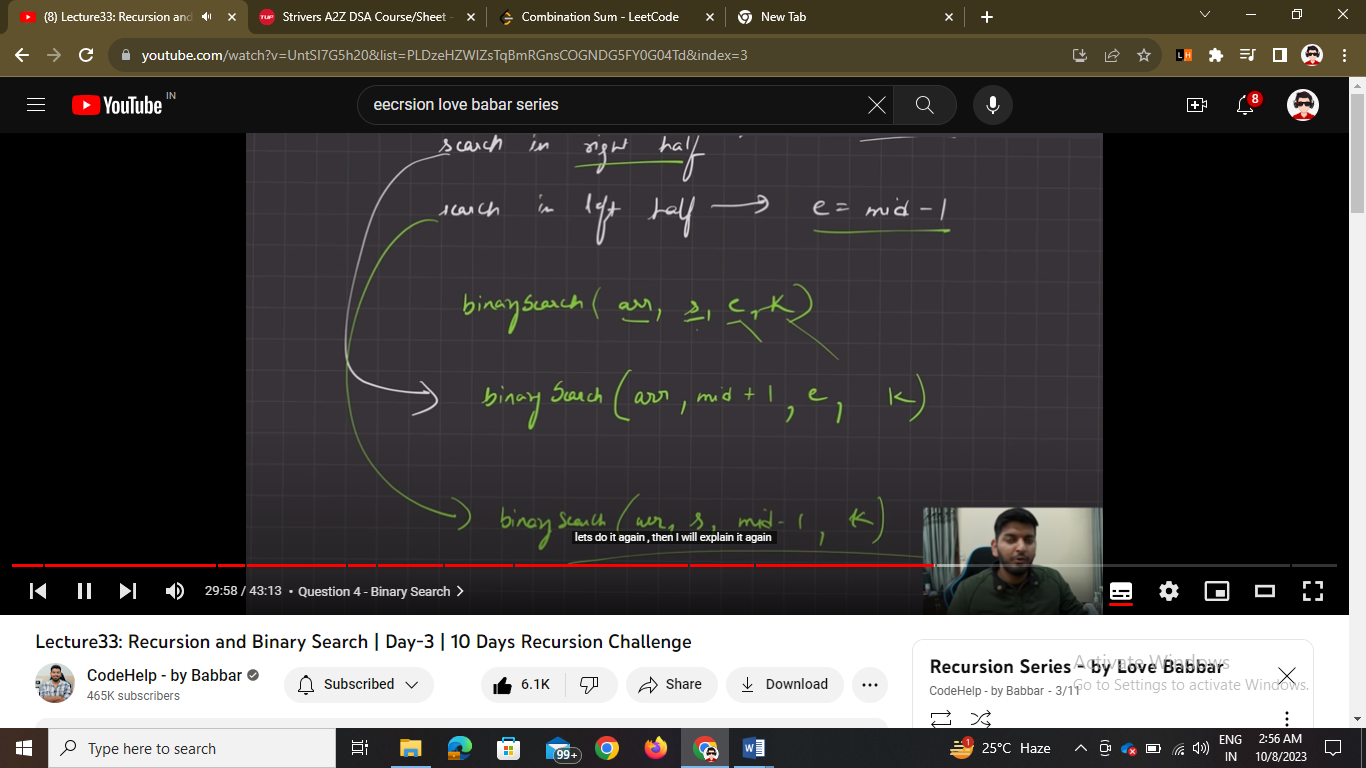 (8) Lecture33: Recursion and
Strivers A2Z DSA Course/Sheet -
Combination Sum - LeetCode
New Tab
youtube.com/watch?v=UntSI7G5h20&list=PLDzeHZWIZsTqBmRGnsCOGNDG5FY0G04Td&index=3
YouTube IN
eecrsion love babar series
8
search in right half
search in left half → e = mid - 1
binarySearch( arr, s, e, K)
binary Search (arr, mid + 1, e, K)
binary Search (arr, s, mid - 1, K)
lets do it again , then I will explain it again
29:58 / 43:13 • Question 4 - Binary Search
Lecture33: Recursion and Binary Search | Day-3 | 10 Days Recursion Challenge
CodeHelp - by Babbar
465K subscribers
Subscribed
6.1K
Share
Download
Recursion Series - by Love Babbar
CodeHelp - by Babbar - 3/11
Activate Windows
Go to Settings to activate Windows.
Type here to search
99+
1
25°C Haze
ENG
IN
2:56 AM
10/8/2023